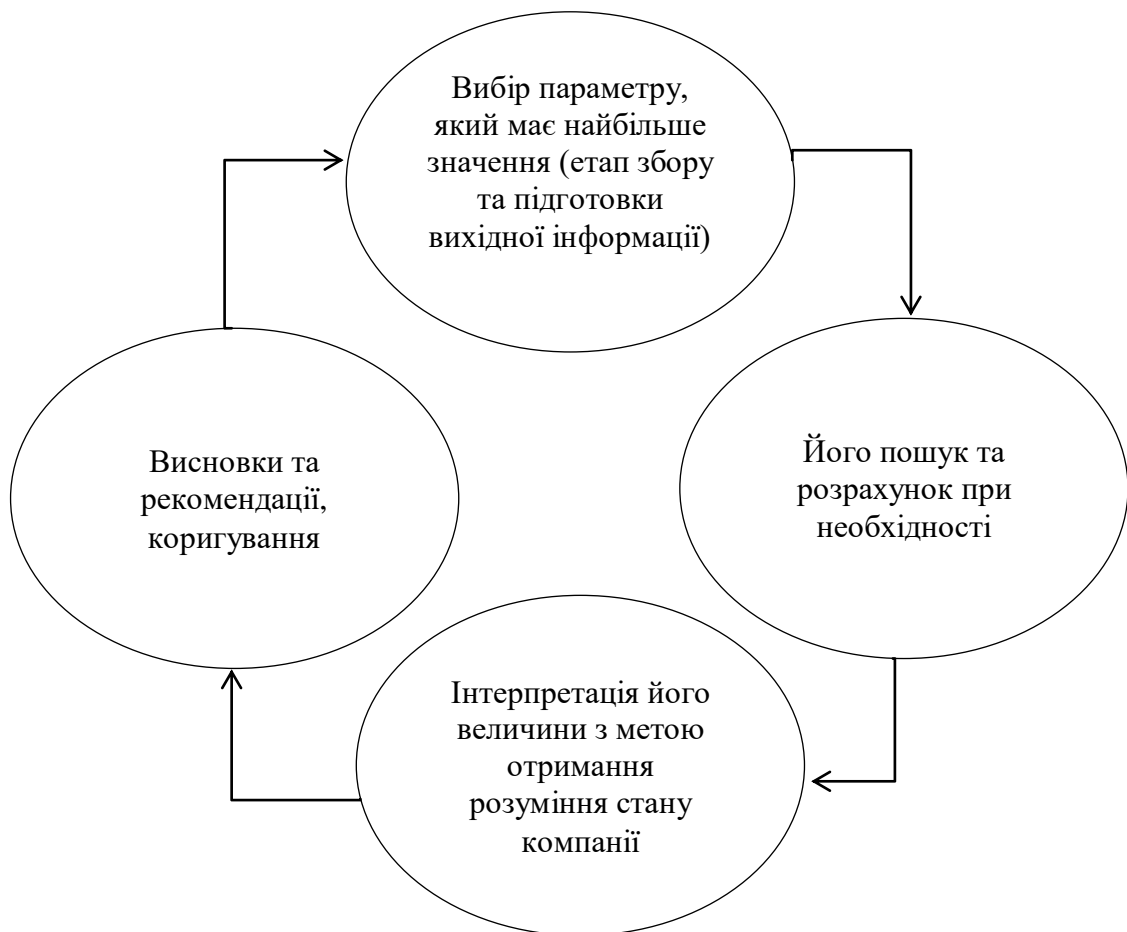 Вибір параметру,
який має найбільше
значення (етап збору
та підготовки
вихідної інформації)
Його пошук та
розрахунок при
необхідності
Інтерпретація його
величини з метою
отримання
розуміння стану
компанії
Висновки та
рекомендації,
коригування